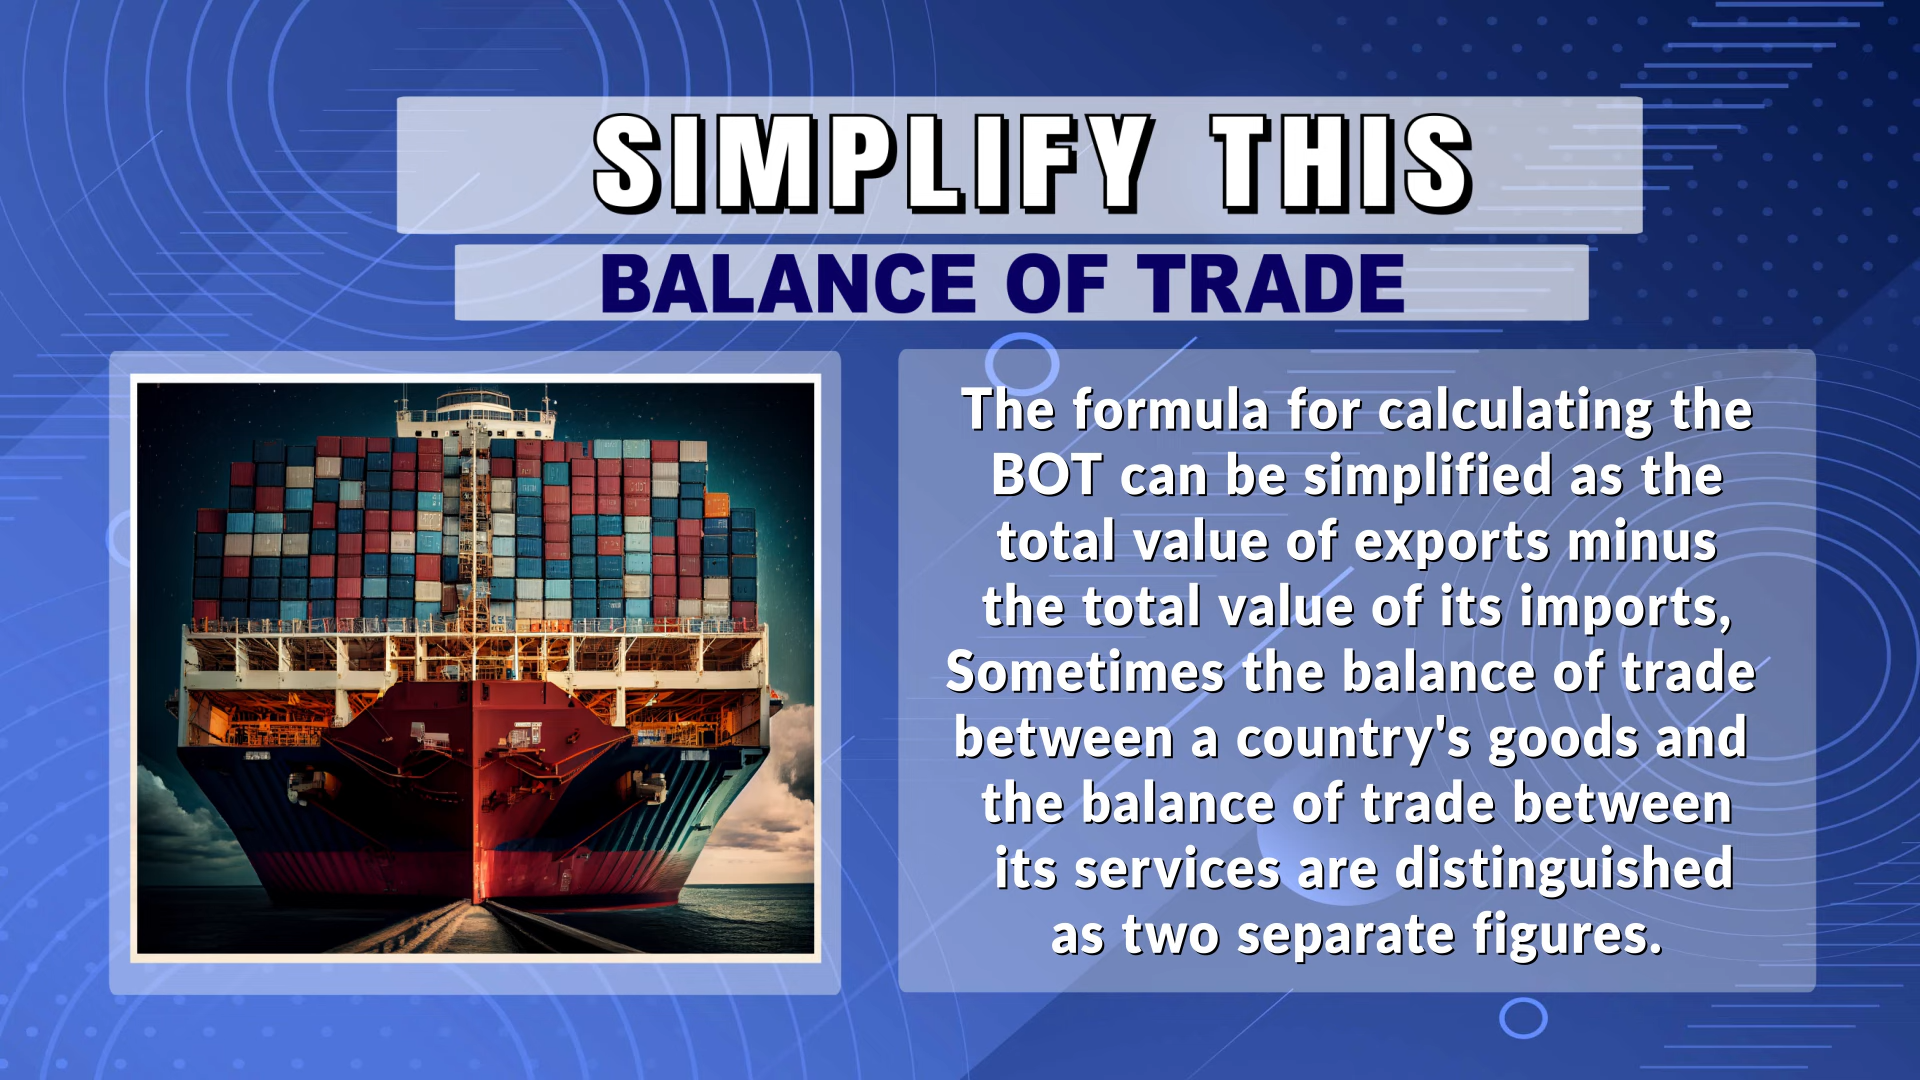 SIMPLIFY THIS
BALANCE OF TRADE
The formula for calculating the
BOT can be simplified as the
total value of exports minus
the total value of its imports,
Sometimes the balance of trade
between a country's goods and
the balance of trade between
its services are distinguished
as two separate figures.